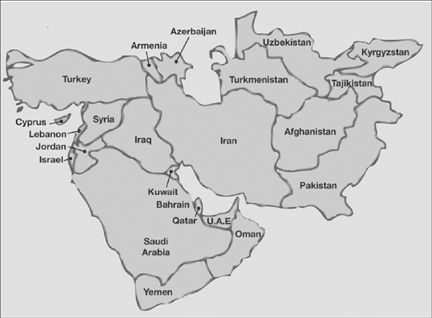 Azerbaijan
Armenia
Uzbekistan
Kyrgyzstan
Turkey
Turkmenistan
Tajikistan
Cyprus
Syria
Lebanon
Jordan
Iraq
Iran
Afghanistan
Israel
Kuwait
Pakistan
Bahrain
Qatar
U.A.E
Oman
Saudi
Arabia
Yemen